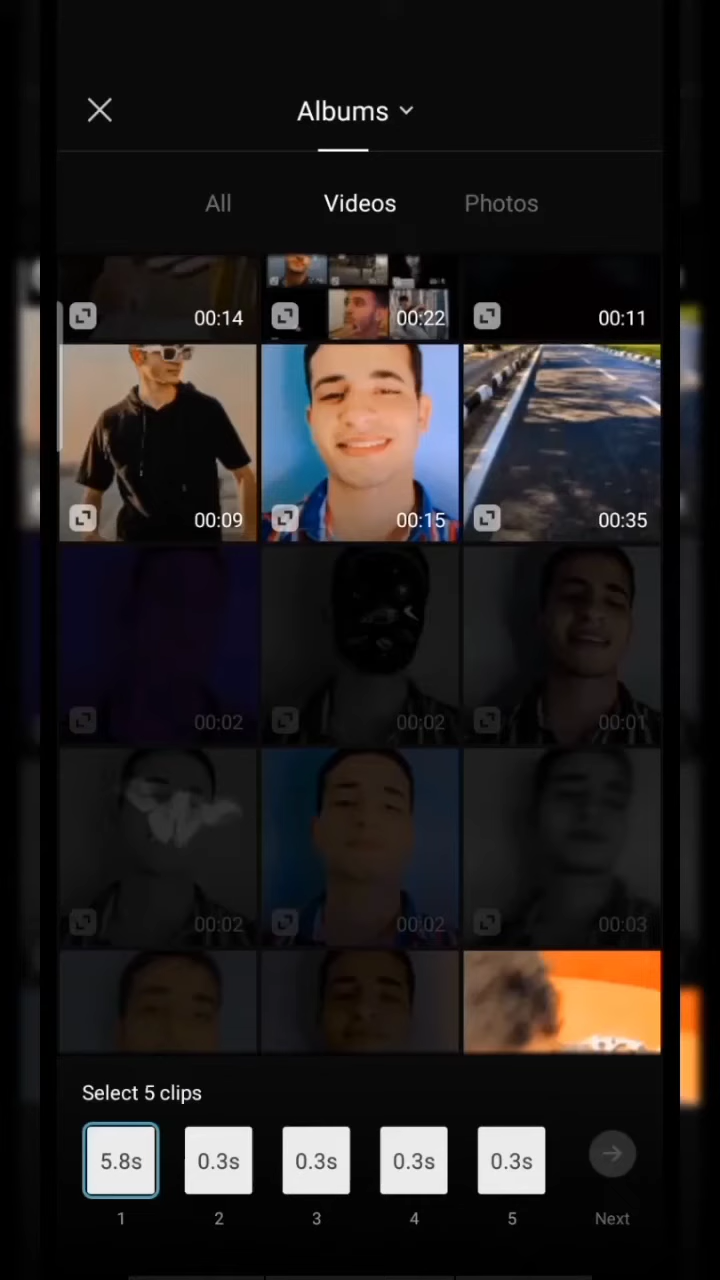 Albums
All Videos Photos
00:14 00:22 00:11
00:09 00:15 00:35
00:02 00:02 00:01
00:02 00:02 00:03
Select 5 clips
5.8s 0.3s 0.3s 0.3s 0.3s
1 2 3 4 5 Next